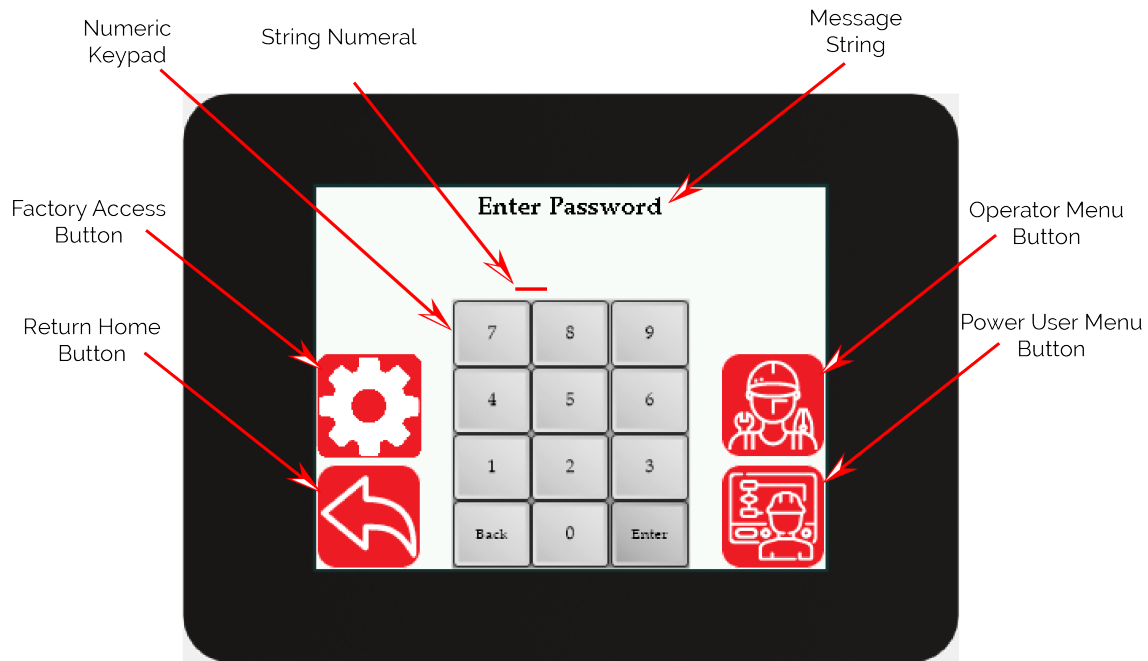 Numeric
Keypad
String Numeral
Message
String
Factory Access
Button
Enter Password
Operator Menu
Button
Return Home
Button
Power User Menu
Button
7 8 9
4 5 6
1 2 3
Back 0 Enter